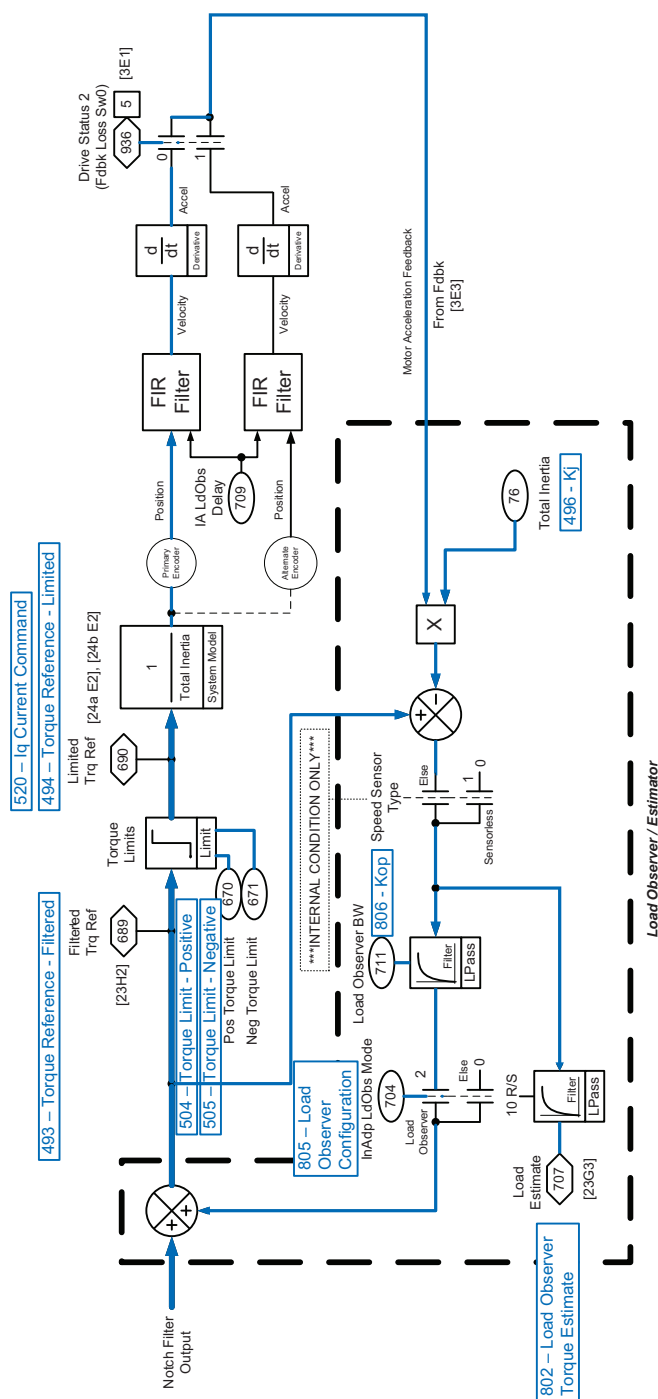 520 – Iq Current Command
494 – Torque Reference - Limited
493 – Torque Reference - Filtered
Notch Filter
Output
Filtered
Trq Ref
689
[23H2]
504 – Torque Limit - Positive
505 – Torque Limit - Negative
Torque
Limits
Limit
670
671
Pos Torque Limit
Neg Torque Limit
Limited
Trq Ref
690
[24a E2], [24b E2]
1
Total Inertia
System Model
Primary
Encoder
Alternate
Encoder
Position
Position
IA LdObs
Delay
709
FIR
Filter
FIR
Filter
Velocity
Velocity
d
dt
Derivative
d
dt
Derivative
Accel
Accel
Drive Status 2
(Fdbk Loss Sw0)
936
5
[3E1]
0
1
Motor Acceleration Feedback
From Fdbk
[3E3]
***INTERNAL CONDITION ONLY***
805 – Load
Observer
Configuration
InAdp LdObs Mode
704
Load
Observer
2
Else
0
Load Observer BW
711
806 - Kop
Filter
LPass
Speed Sensor
Type
Else
1
0
Sensorless
X
76
Total Inertia
496 - Kj
10 R/S
Filter
LPass
Load
Estimate
707
[23G3]
802 – Load Observer
Torque Estimate
Load Observer / Estimator
+
+
+
-